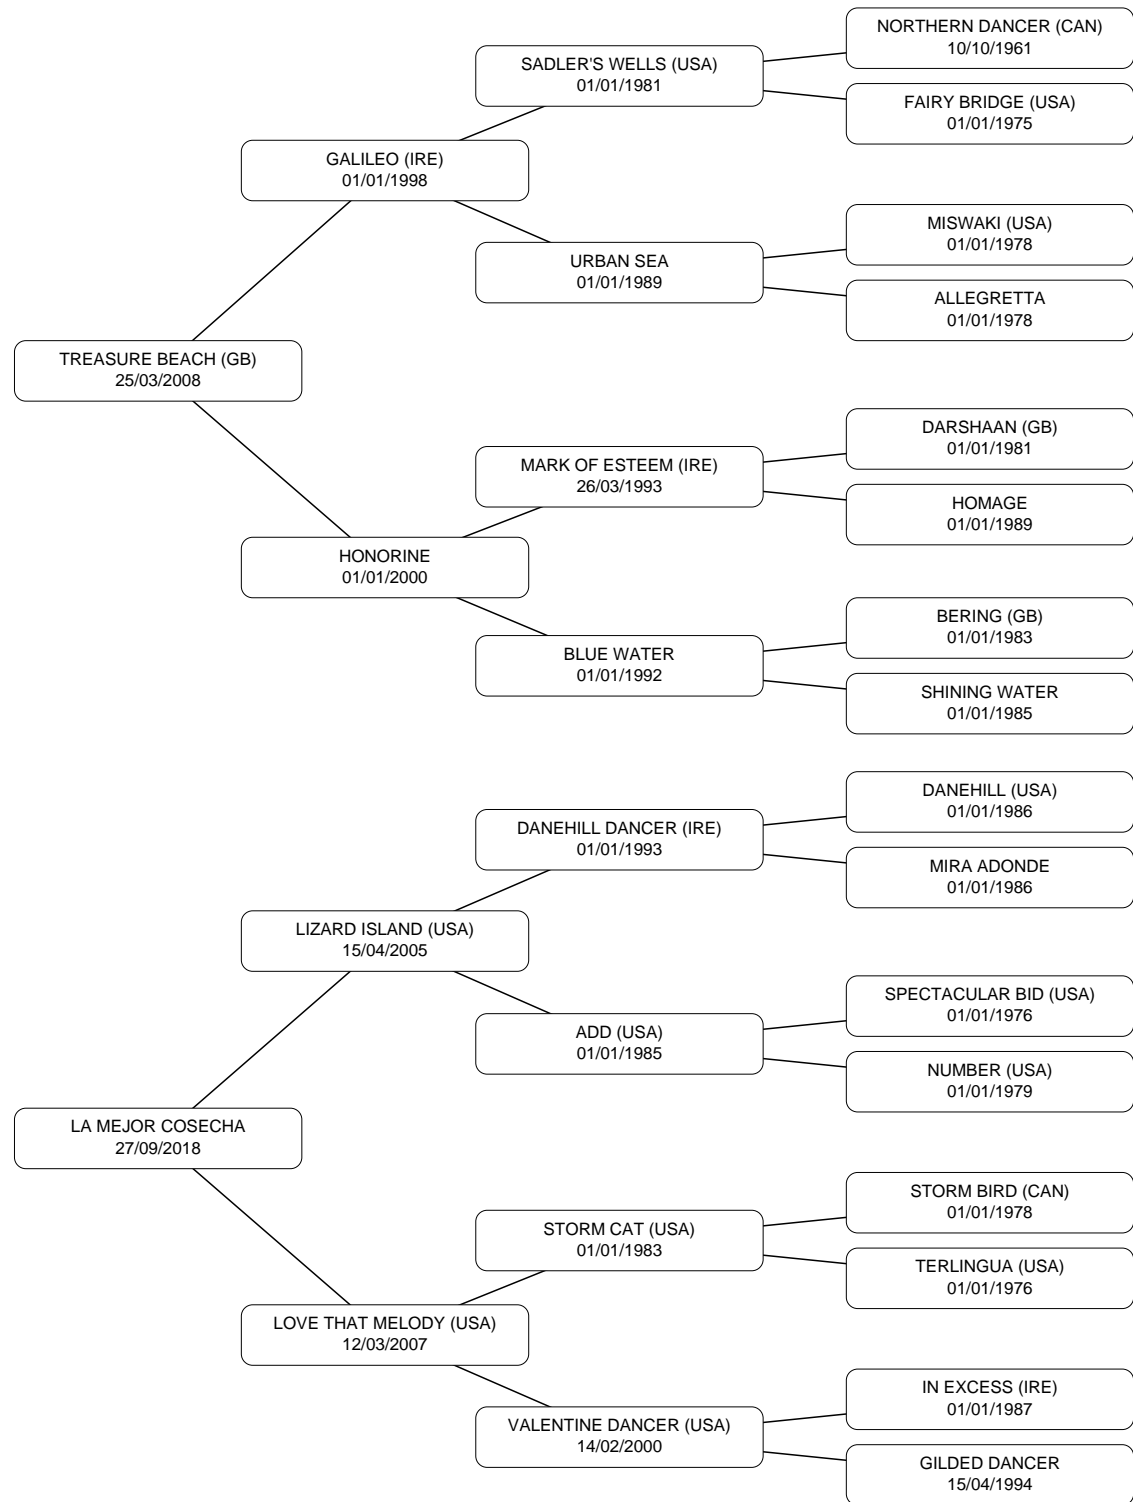 NORTHERN DANCER (CAN)
10/10/1961
SADLER'S WELLS (USA)
01/01/1981
FAIRY BRIDGE (USA)
01/01/1975
GALILEO (IRE)
01/01/1998
MISWAKI (USA)
01/01/1978
URBAN SEA
01/01/1989
ALLEGRETTA
01/01/1978
TREASURE BEACH (GB)
25/03/2008
DARSHAAN (GB)
01/01/1981
MARK OF ESTEEM (IRE)
26/03/1993
HOMAGE
01/01/1989
HONORINE
01/01/2000
BERING (GB)
01/01/1983
BLUE WATER
01/01/1992
SHINING WATER
01/01/1985
DANEHILL (USA)
01/01/1986
DANEHILL DANCER (IRE)
01/01/1993
MIRA ADONDE
01/01/1986
LIZARD ISLAND (USA)
15/04/2005
SPECTACULAR BID (USA)
01/01/1976
ADD (USA)
01/01/1985
NUMBER (USA)
01/01/1979
LA MEJOR COSECHA
27/09/2018
STORM BIRD (CAN)
01/01/1978
STORM CAT (USA)
01/01/1983
TERLINGUA (USA)
01/01/1976
LOVE THAT MELODY (USA)
12/03/2007
IN EXCESS (IRE)
01/01/1987
VALENTINE DANCER (USA)
14/02/2000
GILDED DANCER
15/04/1994